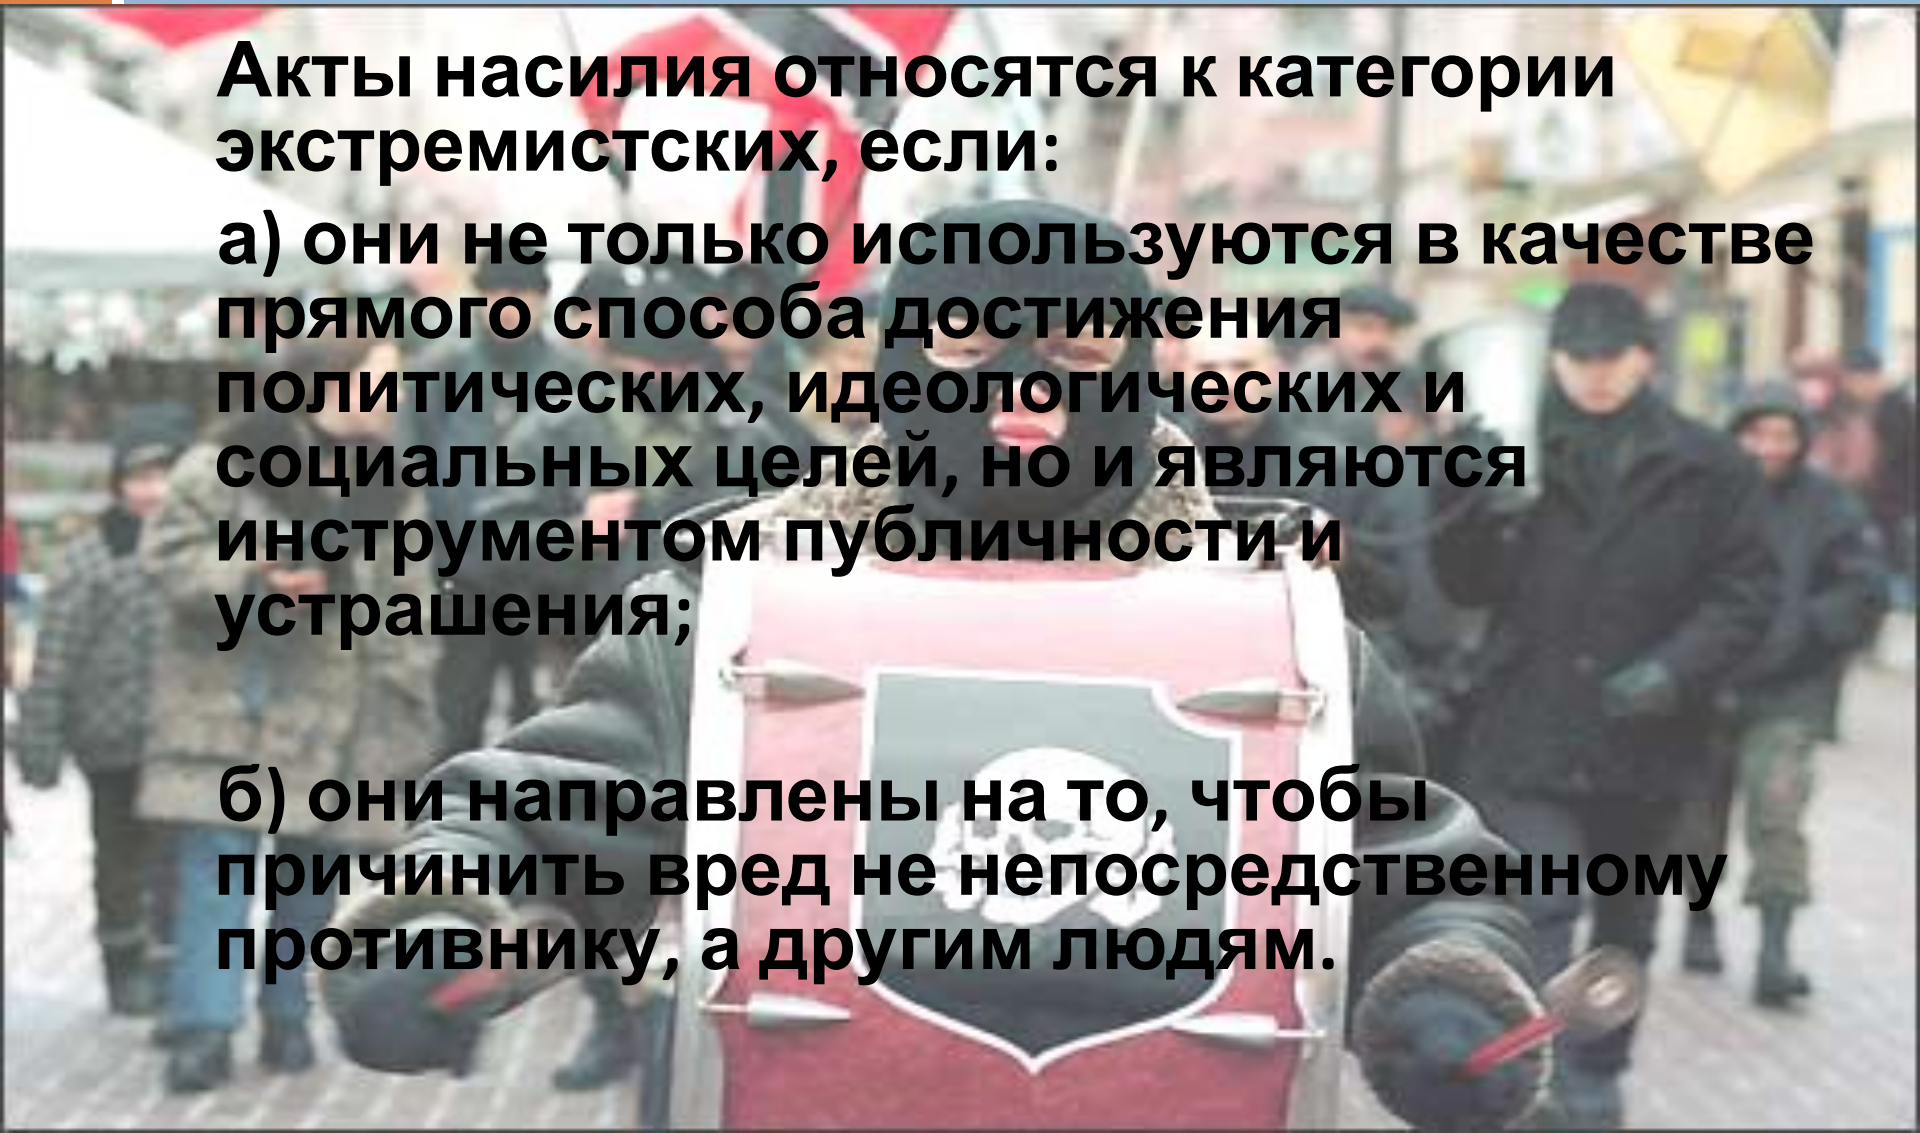 Акты насилия относятся к категории
экстремистских, если:
а) они не только используются в качестве
прямого способа достижения
политических, идеологических и
социальных целей, но и являются
инструментом публичности и
устрашения;
б) они направлены на то, чтобы
причинить вред не непосредственному
противнику, а другим людям.